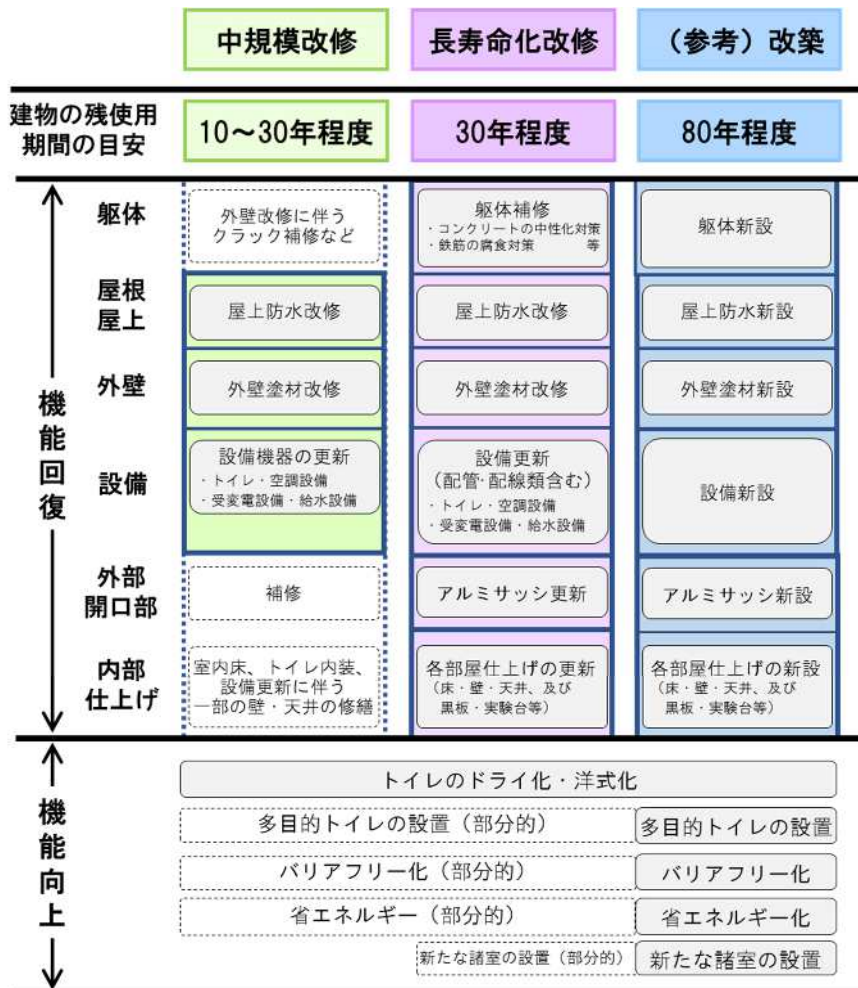 中規模改修
長寿命化改修
（参考）改築
建物の残使用
期間の目安
10～30年程度
30年程度
80年程度
機能回復
躯体
外壁改修に伴う
クラック補修など
躯体補修
・コンクリートの中性化対策
・鉄筋の腐食対策　等
躯体新設
屋根
屋上
屋上防水改修
屋上防水改修
屋上防水新設
外壁
外壁塗材改修
外壁塗材改修
外壁塗材新設
設備
設備機器の更新
・トイレ・空調設備
・受変電設備・給水設備
設備更新
（配管・配線類含む）
・トイレ・空調設備
・受変電設備・給水設備
設備新設
外部
開口部
補修
アルミサッシ更新
アルミサッシ新設
内部
仕上げ
室内床、トイレ内装、
設備更新に伴う
一部の壁・天井の修繕
各部屋仕上げの更新
（床・壁・天井、及び
黒板・実験台等）
各部屋仕上げの新設
（床・壁・天井、及び
黒板・実験台等）
機能向上
トイレのドライ化・洋式化
多目的トイレの設置（部分的）
多目的トイレの設置
バリアフリー化（部分的）
バリアフリー化
省エネルギー（部分的）
省エネルギー化
新たな諸室の設置（部分的）
新たな諸室の設置